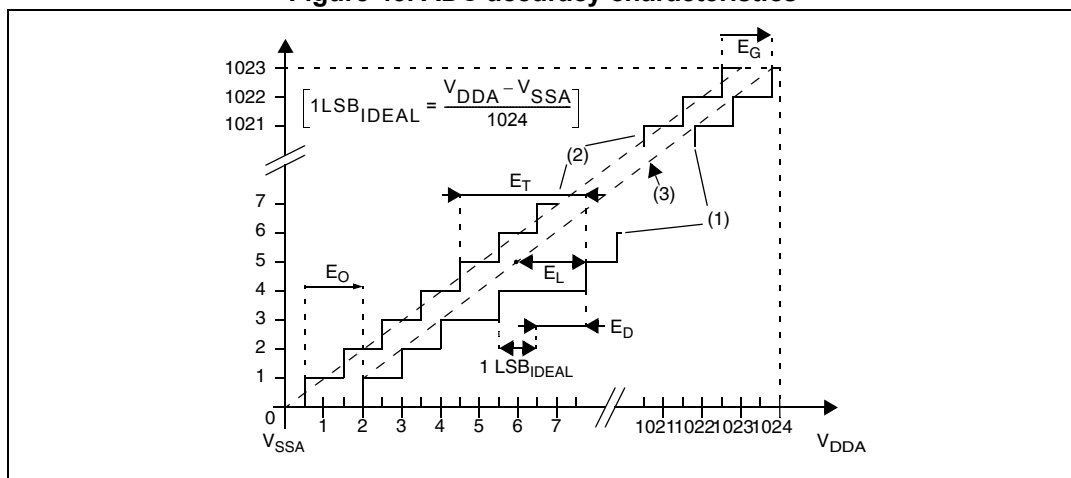 Figure 45. ADC accuracy characteristics
E_G
1023
1022
1021
[1LSB_IDEAL = (V_DDA – V_SSA) / 1024]
(2)
E_T
(3)
(1)
7
6
5
4
3
2
1
0
E_O
E_L
E_D
1 LSB_IDEAL
1 2 3 4 5 6 7 1021 1022 1023 1024
V_SSA
V_DDA